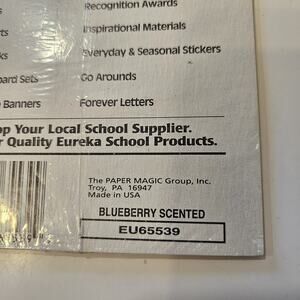 Recognition Awards
Inspirational Materials
Everyday & Seasonal Stickers
Sets
Go Arounds
Banners
Forever Letters
Your Local School Supplier.
Quality Eureka School Products.
The PAPER MAGIC Group, Inc.
Troy, PA 16947
Made in USA
BLUEBERRY SCENTED
EU65539